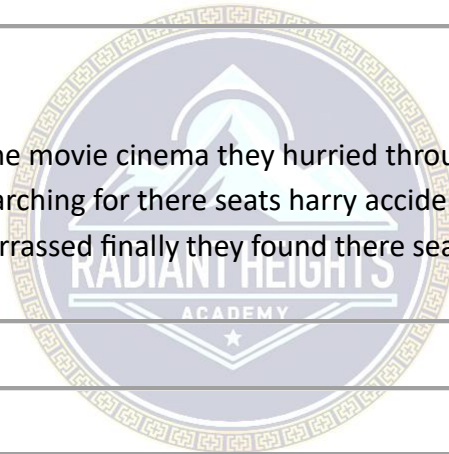 he movie cinema they hurried throu
arching for there seats harry accide
rrassed finally they found there sea
RADIANT HEIGHTS
ACADEMY